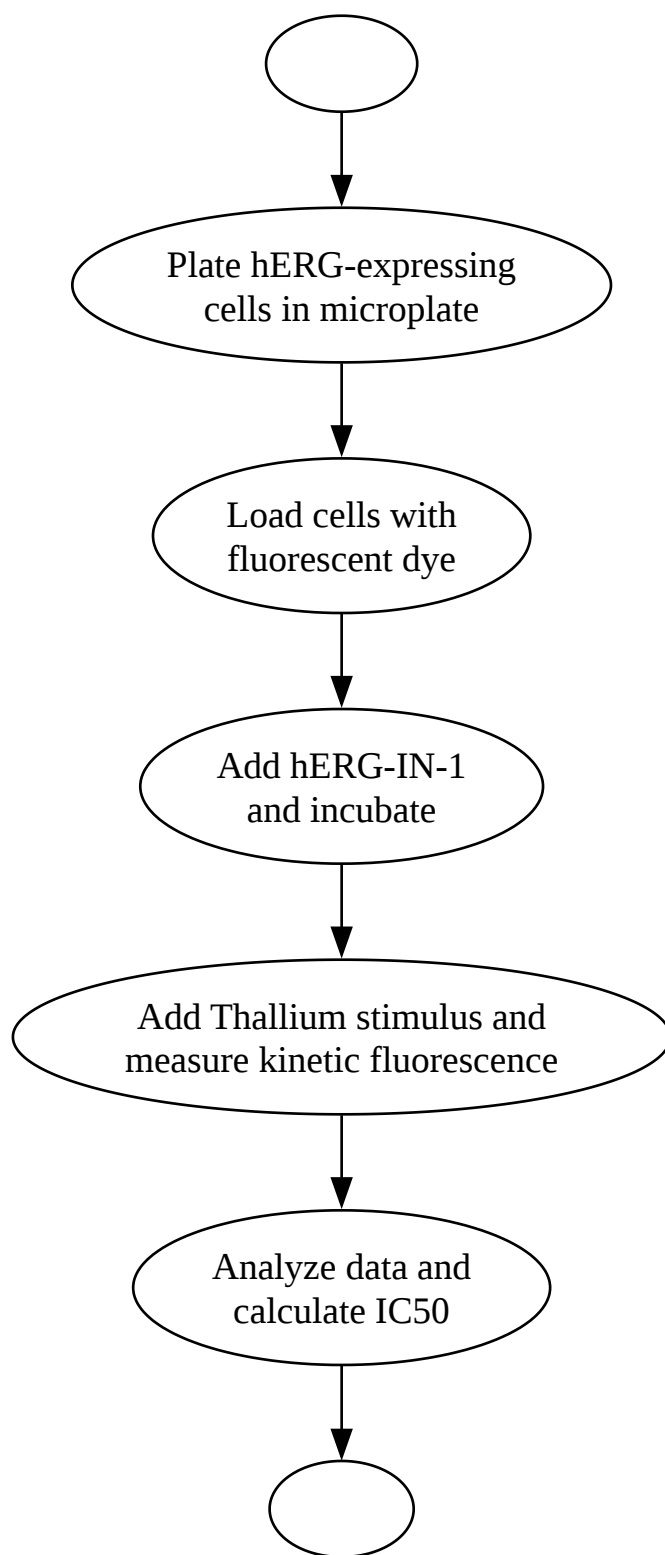 Plate hERG-expressing
cells in microplate
Load cells with
fluorescent dye
Add hERG-IN-1
and incubate
Add Thallium stimulus and
measure kinetic fluorescence
Analyze data and
calculate IC50